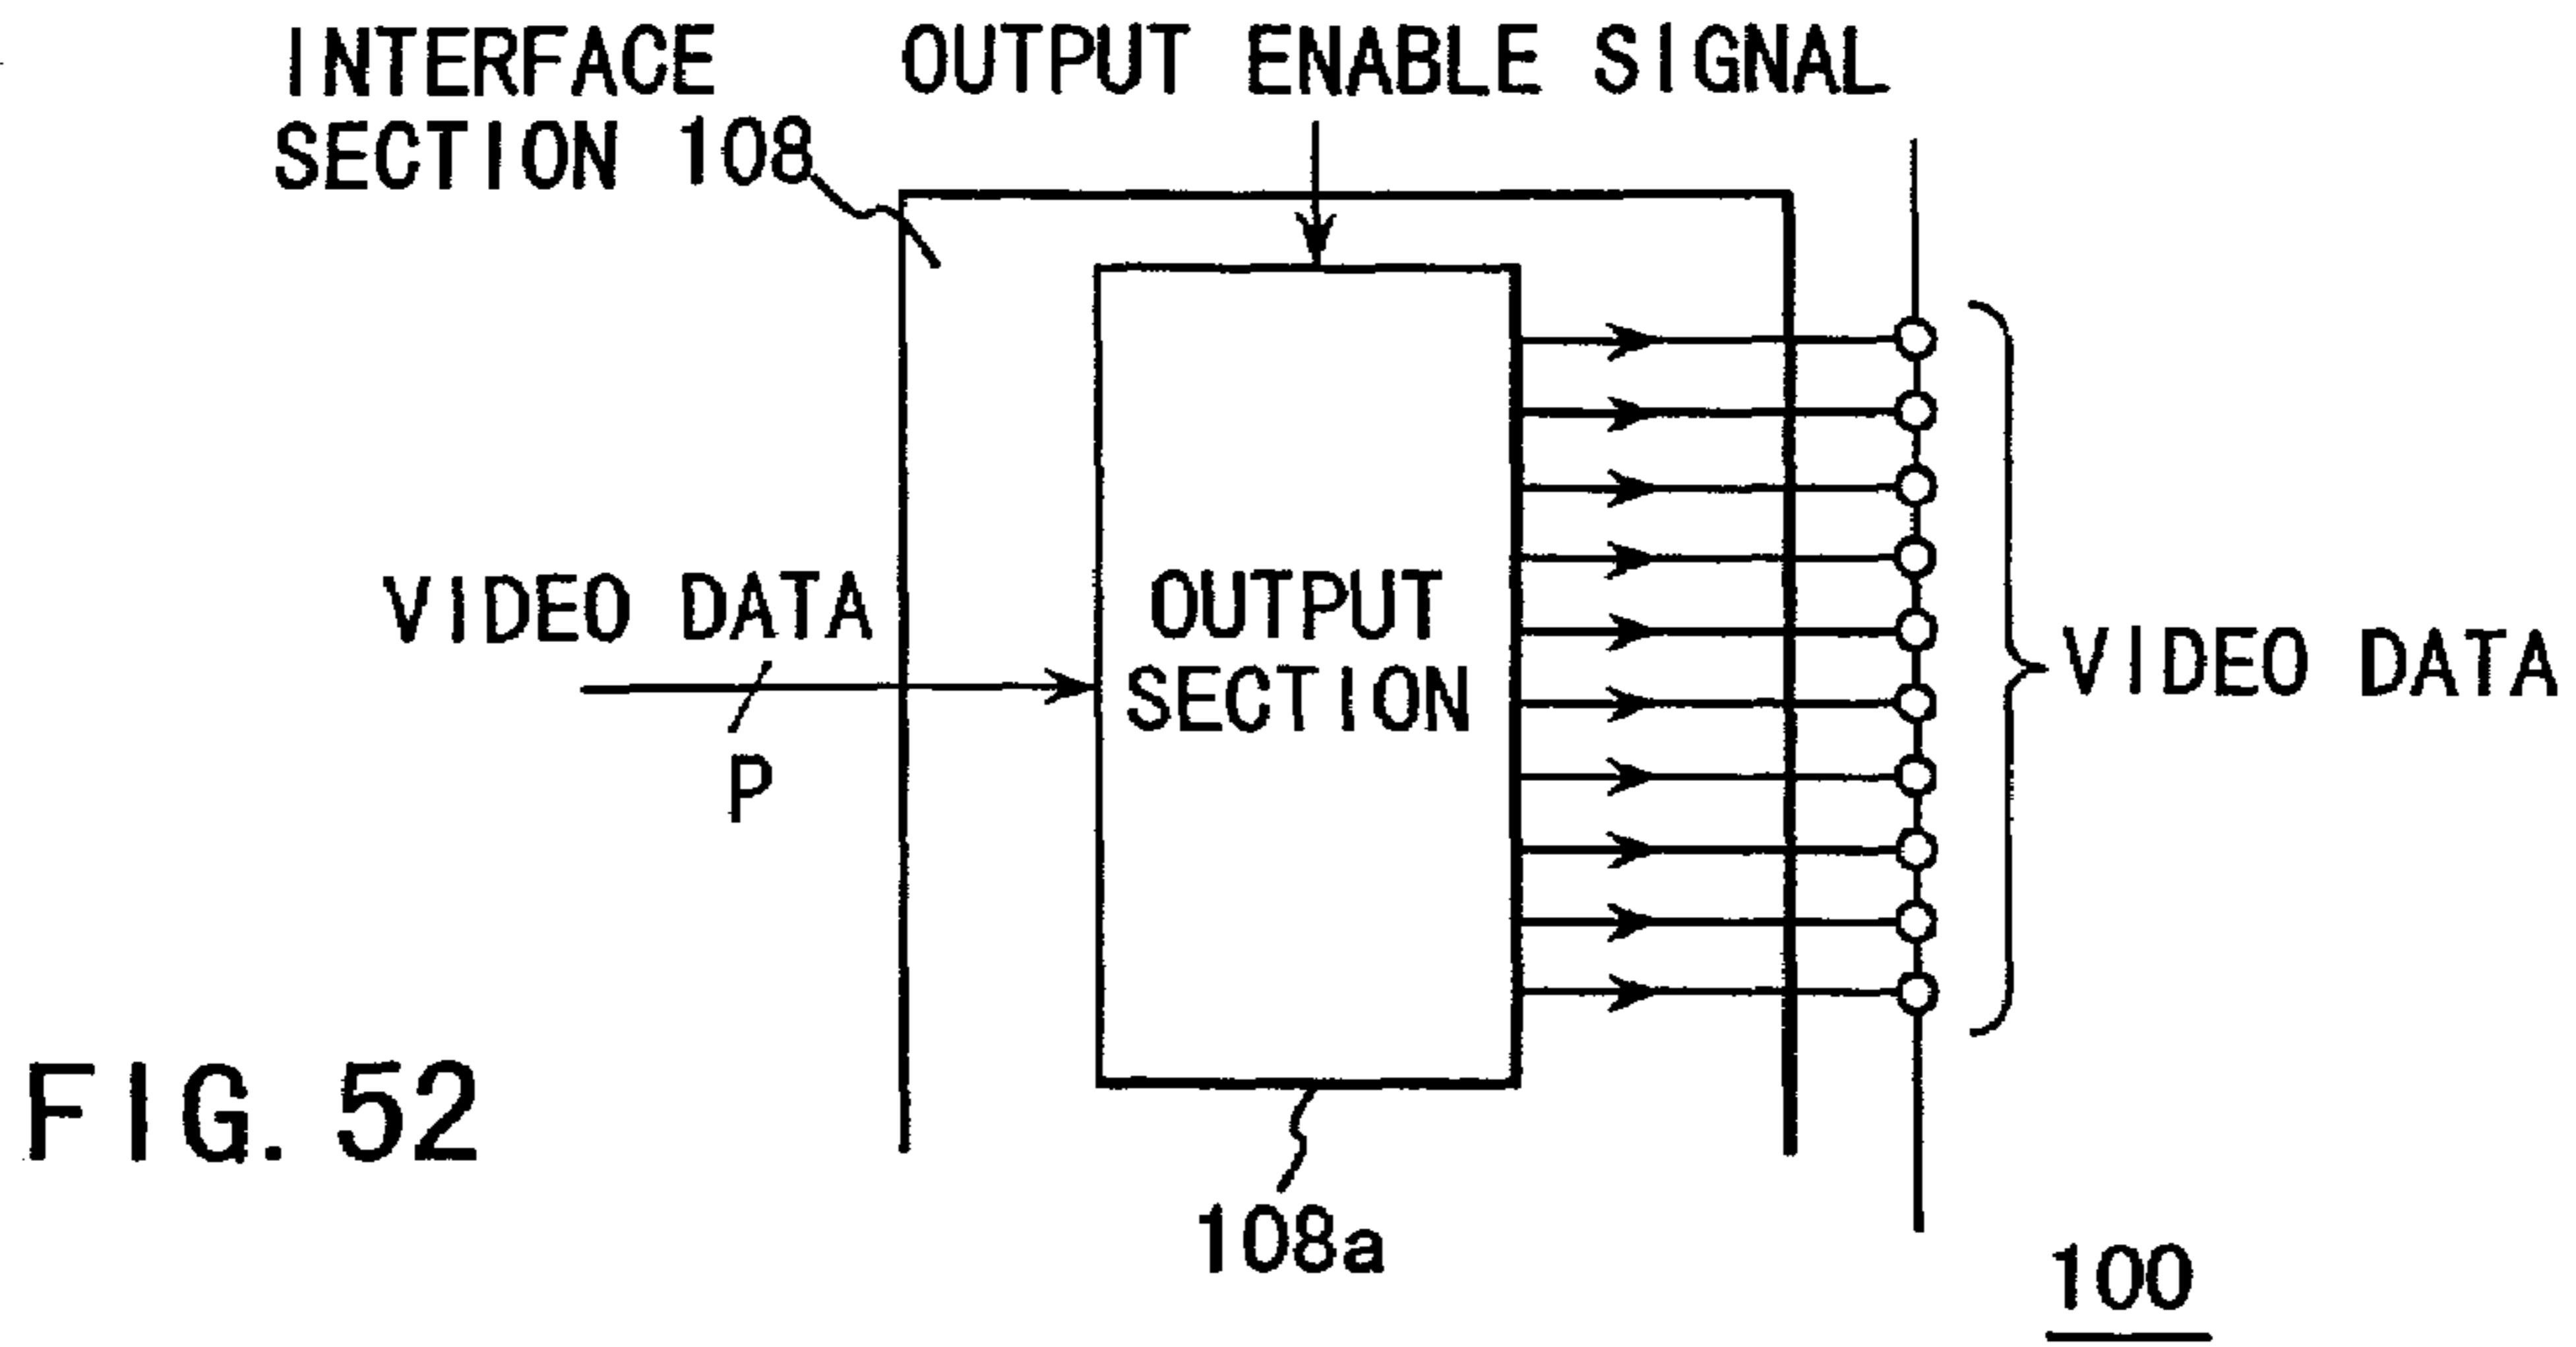 INTERFACE
SECTION 108
OUTPUT ENABLE SIGNAL
VIDEO DATA
P
OUTPUT
SECTION
VIDEO DATA
108a
FIG. 52
100